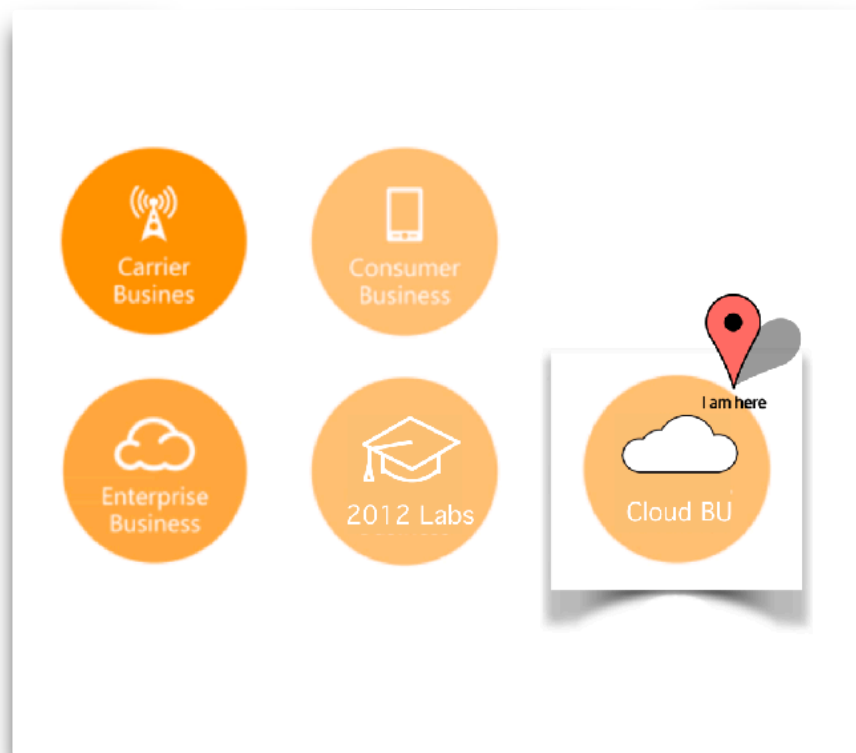 Carrier
Busines
Consumer
Business
I am here
Enterprise
Business
2012 Labs
Cloud BU